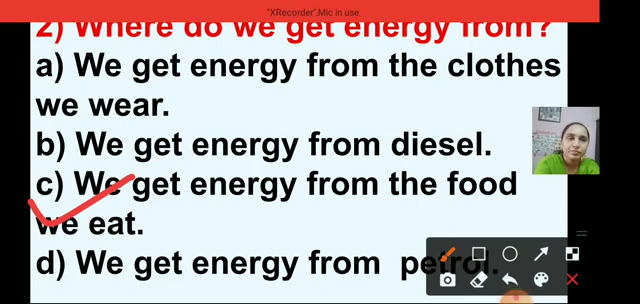 "XRecorder".Mic in use
2) Where do we get energy from?
a) We get energy from the clothes
we wear.
b) We get energy from diesel.
c) We get energy from the food
we eat.
d) We get energy from petrol.